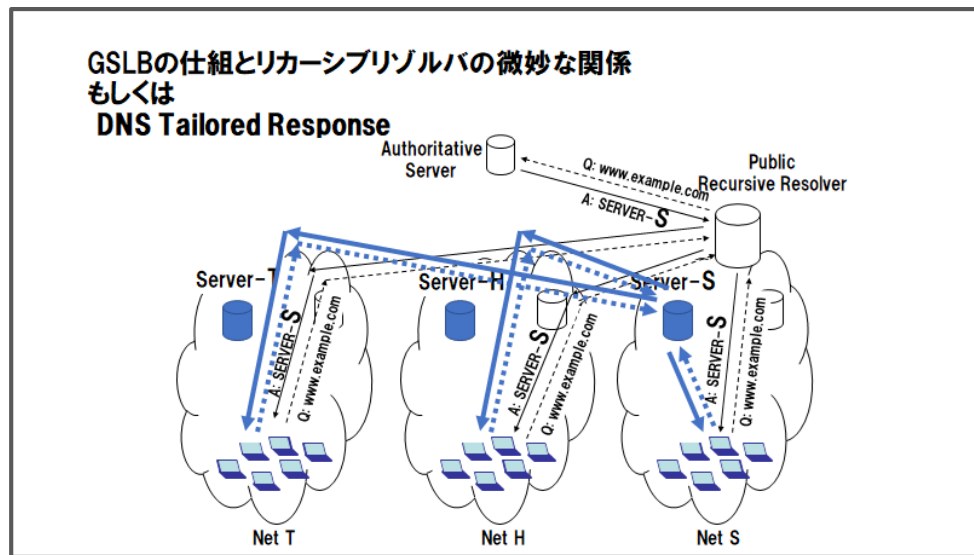 GSLBの仕組とリカーシブリゾルバの微妙な関係
もしくは
DNS Tailored Response
Authoritative
Server
Public
Recursive Resolver
Q: www.example.com
A: SERVER-S
Server-T
Server-H
Server-S
A: SERVER-S
Q: www.example.com
A: SERVER-S
Q: www.example.com
A: SERVER-S
Q: www.example.com
Net T
Net H
Net S